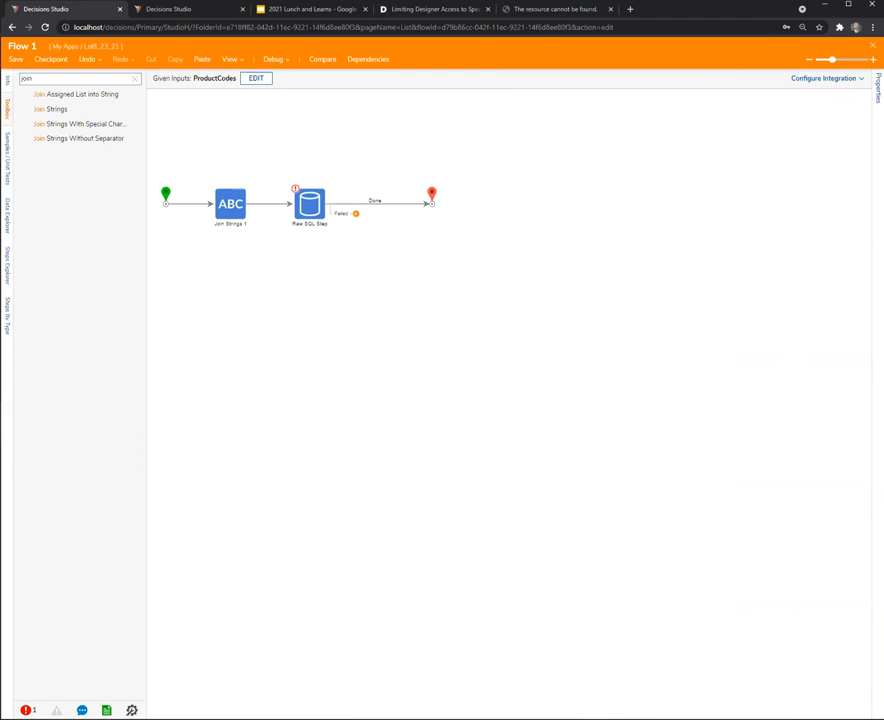 Decisions Studio
Decisions Studio
2021 Lunch and Learns - Google
Limiting Designer Access to Spe
The resource cannot be found.
localhost/decisions/Primary/StudioH/?FolderId=e718ff82-042d-11ec-9221-14f6d8ee80f3&pageName=List&flowId=d79b86cc-042f-11ec-9221-14f6d8ee80f3&action=edit
Flow 1 [ My Apps / LnlB_23_21 ]
Save Checkpoint Undo Redo Cut Copy Paste View Debug Compare Dependencies
join
Given Inputs: ProductCodes EDIT
Configure Integration
Info
Toolbox
Samples / Unit Tests
Data Explorer
Steps Explorer
Steps By Type
Properties
Join Assigned List into String
Join Strings
Join Strings With Special Char...
Join Strings Without Separator
ABC
Join Strings 1
Raw SQL Step
Done
Failed
1